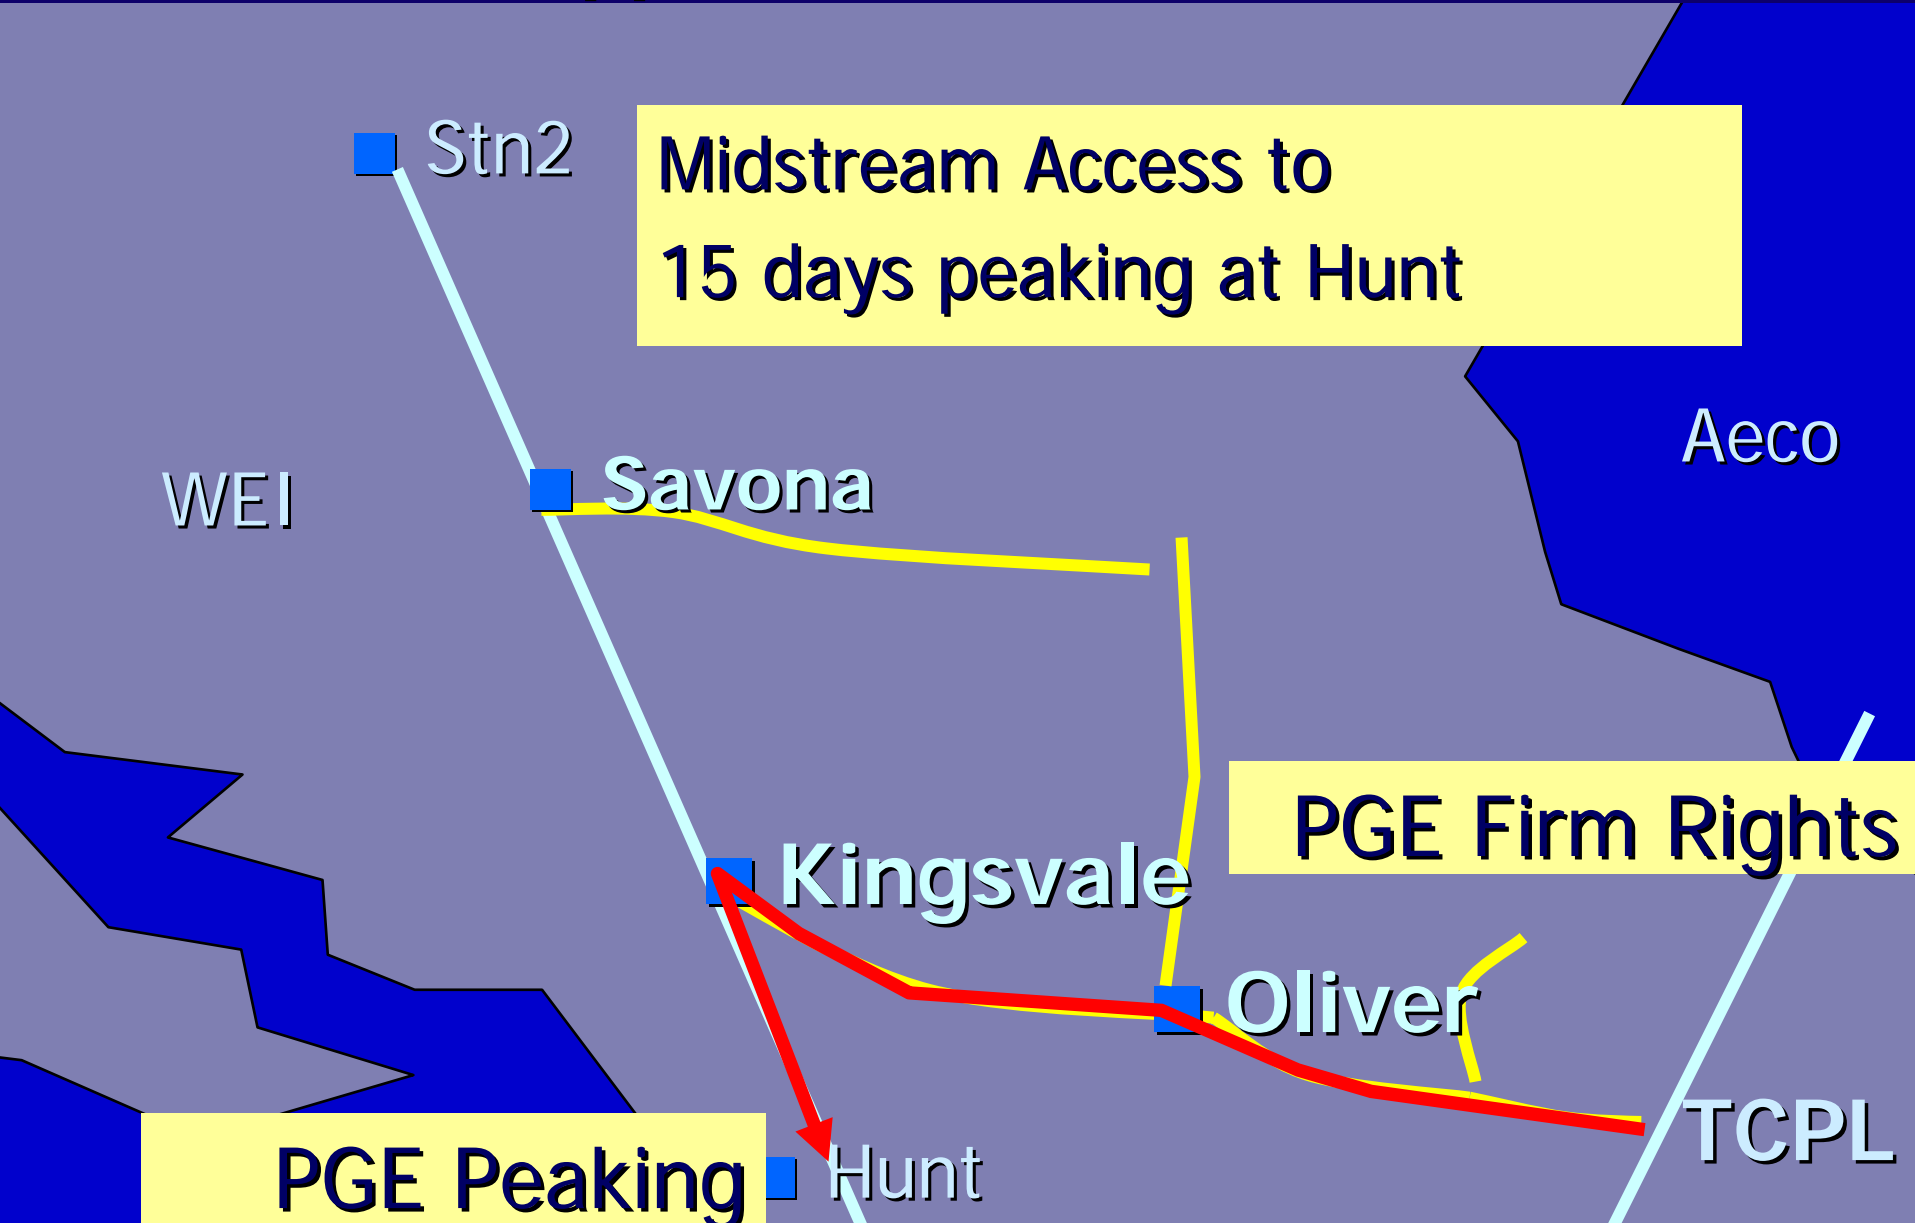 Stn2
Midstream Access to
15 days peaking at Hunt
Aeco
WEI
Savona
PGE Firm Rights
Kingsvale
Oliver
TCPL
PGE Peaking
Hunt